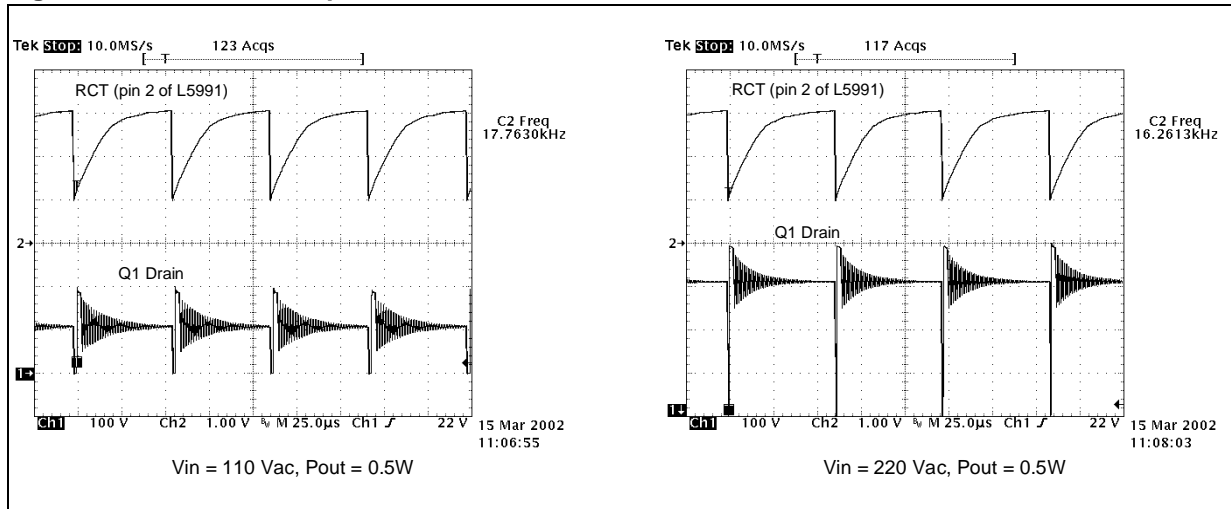 Tek Stop: 10.0MS/s 123 Acqs
[ T ]
RCT (pin 2 of L5991)
C2 Freq
17.7630kHz
2→
Q1 Drain
1→
Ch1 100 V Ch2 1.00 V BW M 25.0µs Ch1 ʃ 22 V
15 Mar 2002
11:06:55
Vin = 110 Vac, Pout = 0.5W
Tek Stop: 10.0MS/s 117 Acqs
[ T ]
RCT (pin 2 of L5991)
C2 Freq
16.2613kHz
2→
Q1 Drain
1↓
Ch1 100 V Ch2 1.00 V BW M 25.0µs Ch1 ʃ 22 V
15 Mar 2002
11:08:03
Vin = 220 Vac, Pout = 0.5W